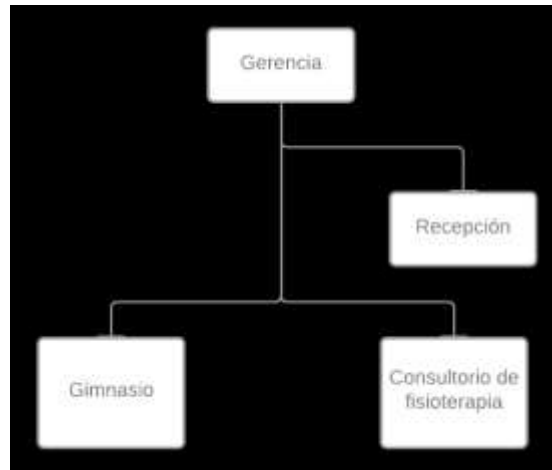 Gerencia
Recepción
Gimnasio
Consultorio de
fisioterapia